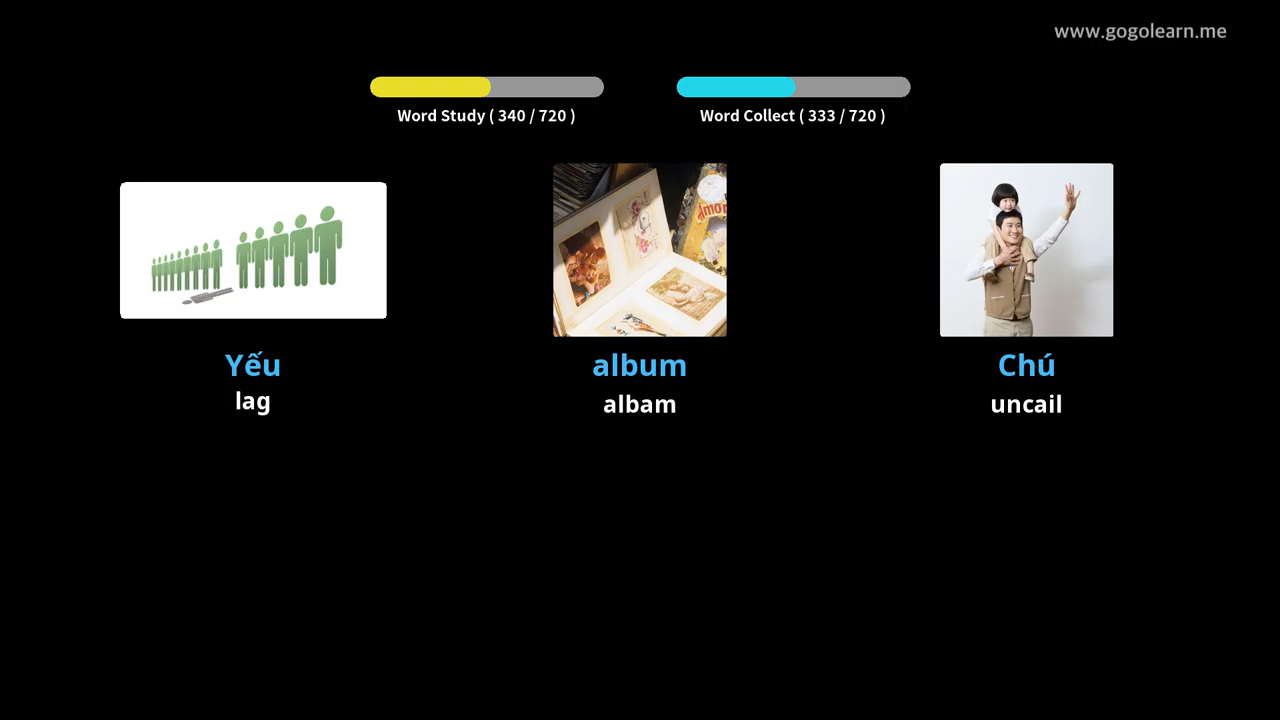 www.gogolearn.me
Word Study ( 340 / 720 )
Word Collect ( 333 / 720 )
Yếu
lag
album
albam
Chú
uncail